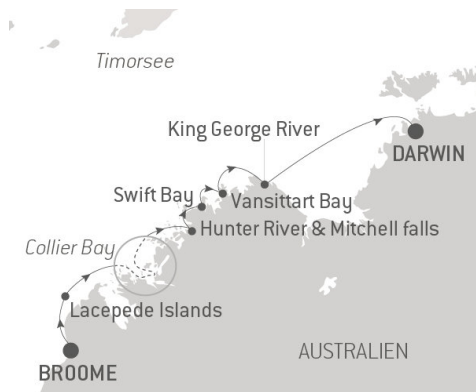 Timorsee
King George River
DARWIN
Swift Bay
Vansittart Bay
Hunter River & Mitchell falls
Collier Bay
Lacepede Islands
AUSTRALIEN
BROOME